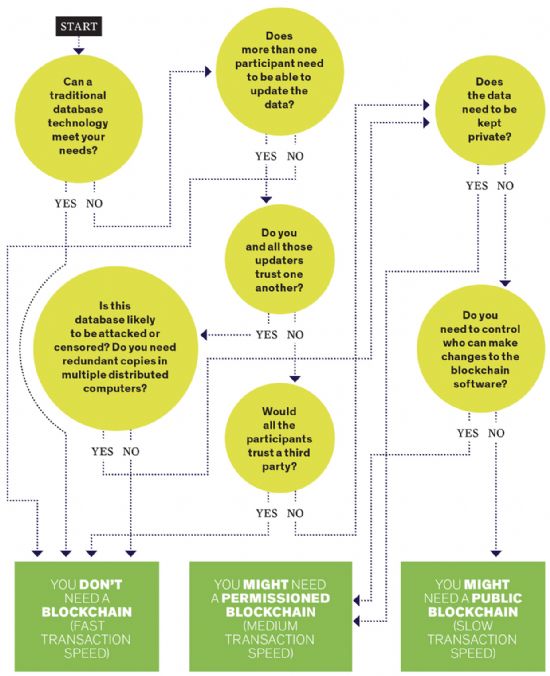 START
Can a
traditional
database
technology
meet your
needs?
YES NO
Does
more than one
participant need
to be able to
update the
data?
YES NO
Does
the data
need to be
kept
private?
YES NO
Do you
and all those
updaters
trust one
another?
YES NO
Is this
database likely
to be attacked or
censored? Do you need
redundant copies in
multiple distributed
computers?
YES NO
Do you
need to control
who can make
changes to the
blockchain
software?
YES NO
Would
all the
participants
trust a third
party?
YES NO
YOU DON'T
NEED A
BLOCKCHAIN
(FAST
TRANSACTION
SPEED)
YOU MIGHT NEED
A PERMISSIONED
BLOCKCHAIN
(MEDIUM
TRANSACTION
SPEED)
YOU MIGHT
NEED A PUBLIC
BLOCKCHAIN
(SLOW
TRANSACTION
SPEED)